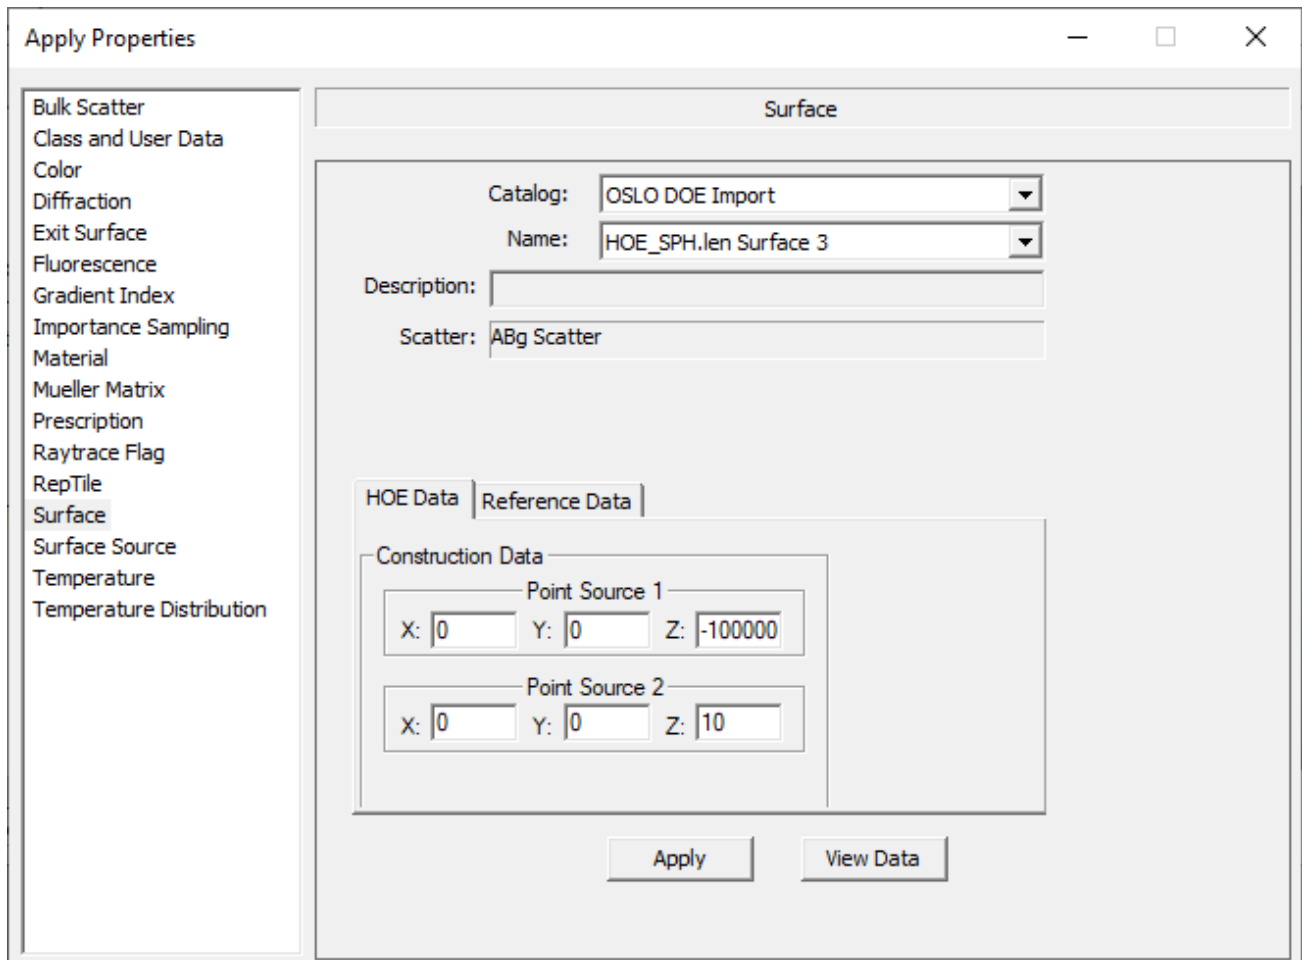 Apply Properties
Bulk Scatter
Class and User Data
Color
Diffraction
Exit Surface
Fluorescence
Gradient Index
Importance Sampling
Material
Mueller Matrix
Prescription
Raytrace Flag
RepTile
Surface
Surface Source
Temperature
Temperature Distribution
Surface
Catalog: OSLO DOE Import
Name: HOE_SPH.len Surface 3
Description:
Scatter: ABg Scatter
HOE Data Reference Data
Construction Data
Point Source 1
X: 0 Y: 0 Z: -100000
Point Source 2
X: 0 Y: 0 Z: 10
Apply View Data